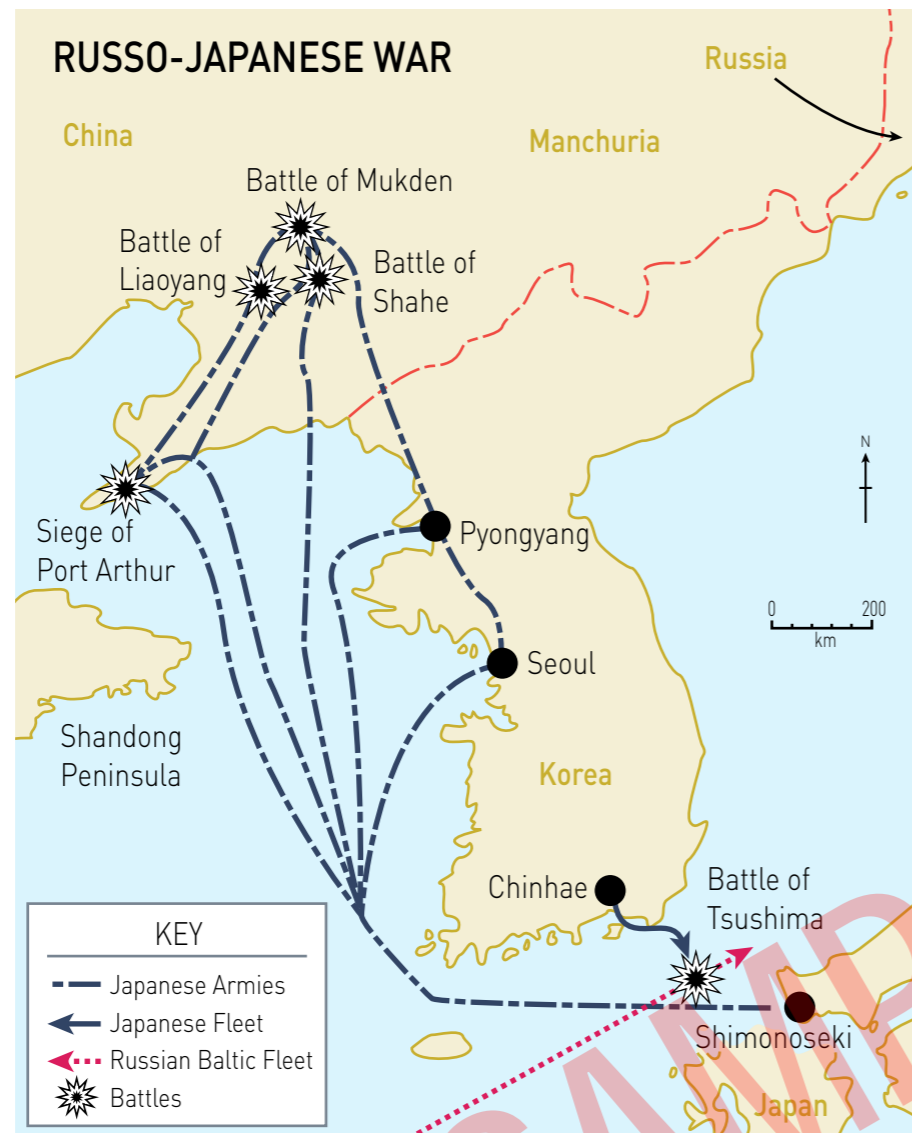 RUSSO-JAPANESE WAR
Russia
China
Manchuria
Battle of Mukden
Battle of
Liaoyang
Battle of
Shahe
N
Siege of
Port Arthur
Pyongyang
0 200
km
Seoul
Shandong
Peninsula
Korea
Chinhae
Battle of
Tsushima
KEY
Japanese Armies
Japanese Fleet
Russian Baltic Fleet
Battles
Shimonoseki
Japan